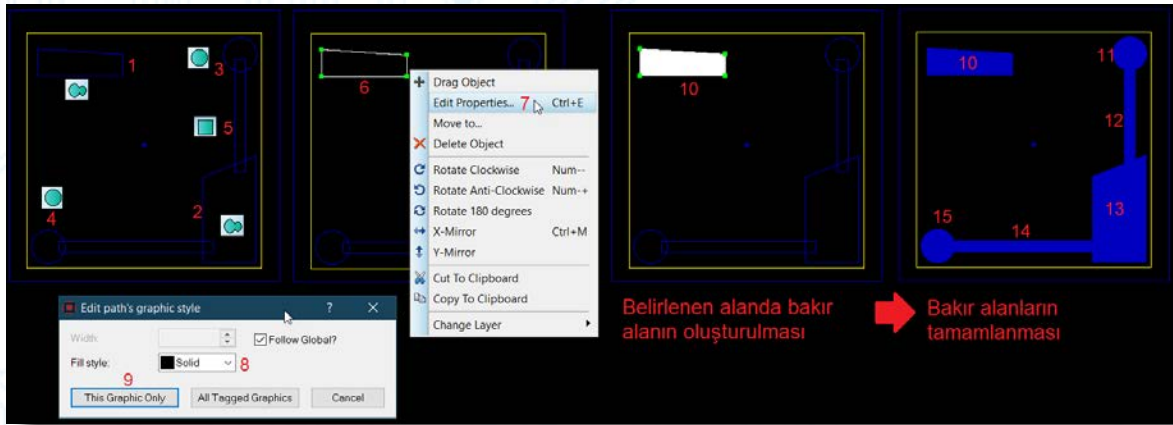 1
3
5
2
4
6
Drag Object
Edit Properties... 7 Ctrl+E
Move to...
Delete Object
Rotate Clockwise Num--
Rotate Anti-Clockwise Num-+
Rotate 180 degrees
X-Mirror Ctrl+M
Y-Mirror
Cut To Clipboard
Copy To Clipboard
Change Layer
Edit path's graphic style ? ×
Width:
Follow Global?
Fill style: Solid 8
9
This Graphic Only All Tagged Graphics Cancel
10
Belirlenen alanda bakır
alanın oluşturulması
10
11
12
13
15
14
Bakır alanların
tamamlanması